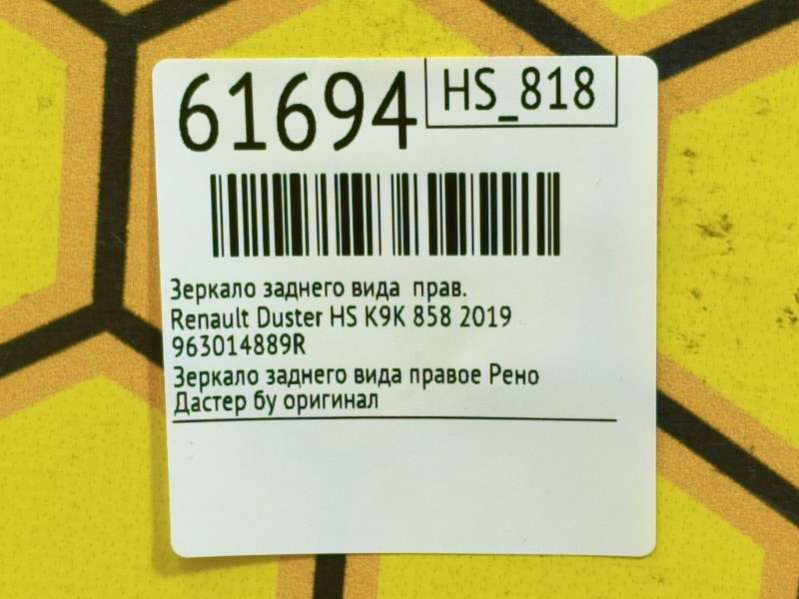 61694
HS_818
Зеркало заднего вида прав.
Renault Duster HS K9K 858 2019
963014889R
Зеркало заднего вида правое Рено
Дастер бу оригинал